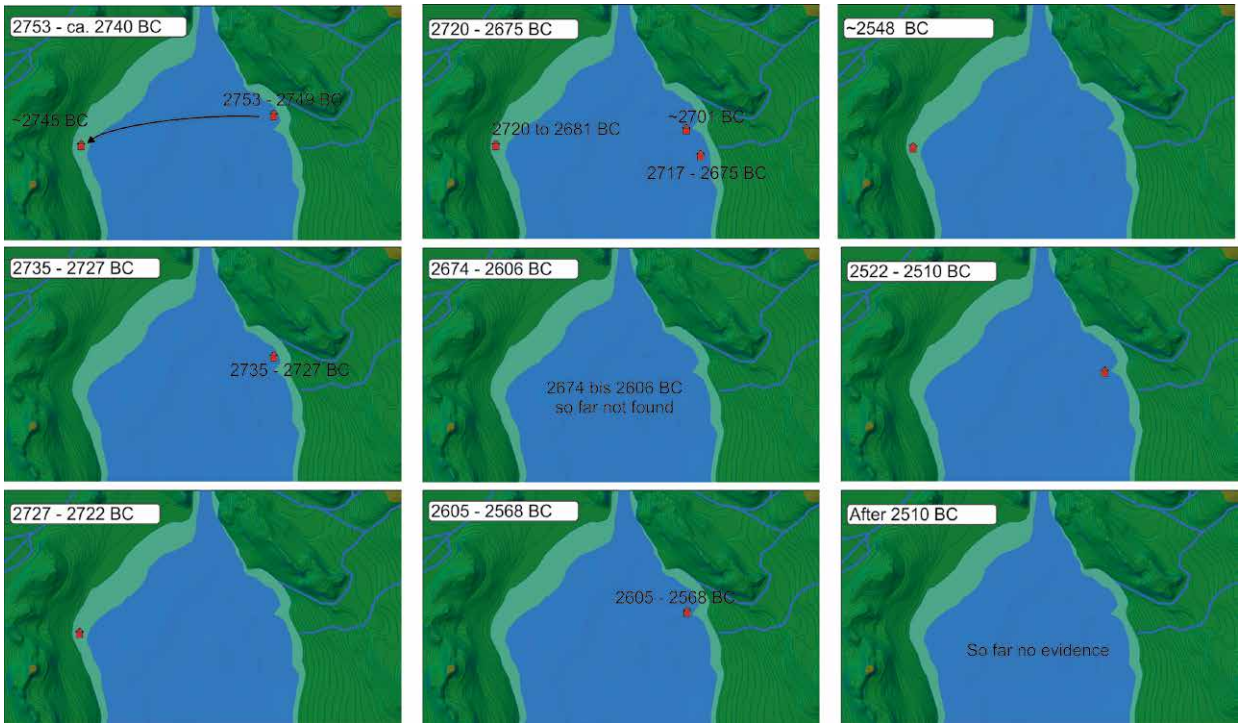 2753 - ca. 2740 BC
2753 - 2749 BC
~2745 BC
2735 - 2727 BC
2735 - 2727 BC
2727 - 2722 BC
2720 - 2675 BC
~2701 BC
2720 to 2681 BC
2717 - 2675 BC
2674 - 2606 BC
2674 bis 2606 BC
so far not found
2605 - 2568 BC
2605 - 2568 BC
~2548 BC
2522 - 2510 BC
After 2510 BC
So far no evidence